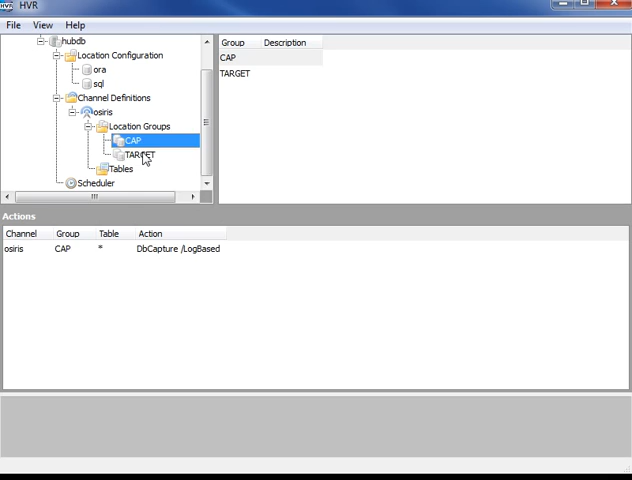 HVR HVR
File View Help
hubdb
Location Configuration
ora
sql
Channel Definitions
osiris
Location Groups
CAP
TARGET
Tables
Scheduler
Group Description
CAP
TARGET
Actions
Channel Group Table Action
osiris CAP * DbCapture /LogBased